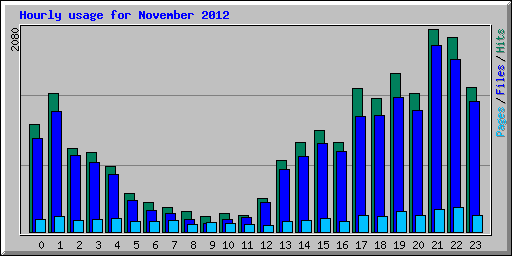 Hourly usage for November 2012
2080
Pages/Files/Hits
0 1 2 3 4 5 6 7 8 9 10 11 12 13 14 15 16 17 18 19 20 21 22 23